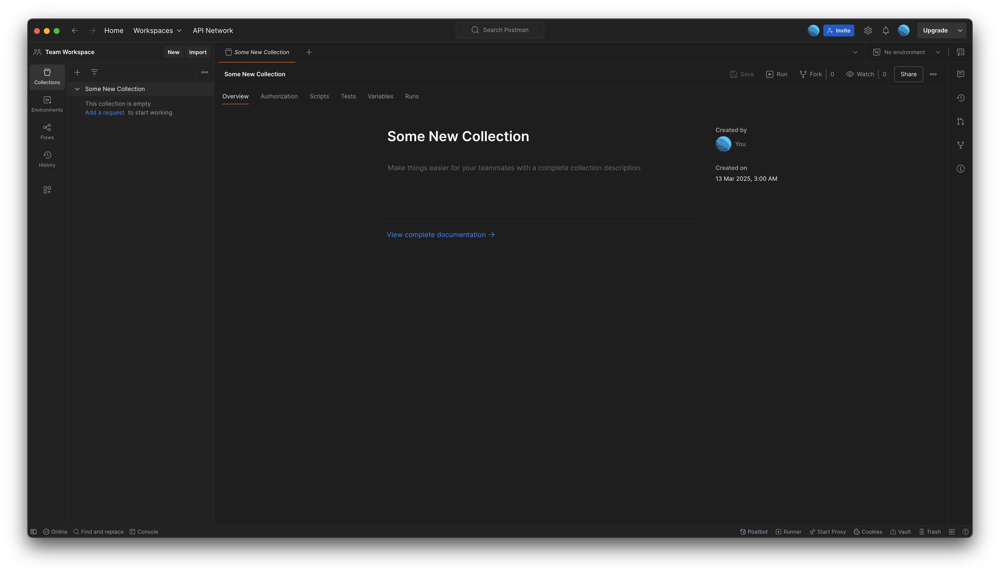 Home Workspaces API Network
Search Postman
Invite
Upgrade
Team Workspace
New Import
Some New Collection
No environment
Collections
Environments
Flows
History
Some New Collection
This collection is empty
Add a request to start working.
Some New Collection
Save Run Fork 0 Watch 0 Share
Overview Authorization Scripts Tests Variables Runs
Some New Collection
Make things easier for your teammates with a complete collection description.
View complete documentation
Created by
You
Created on
13 Mar 2025, 3:00 AM
Online Find and replace Console
Postbot Runner Start Proxy Cookies Vault Trash